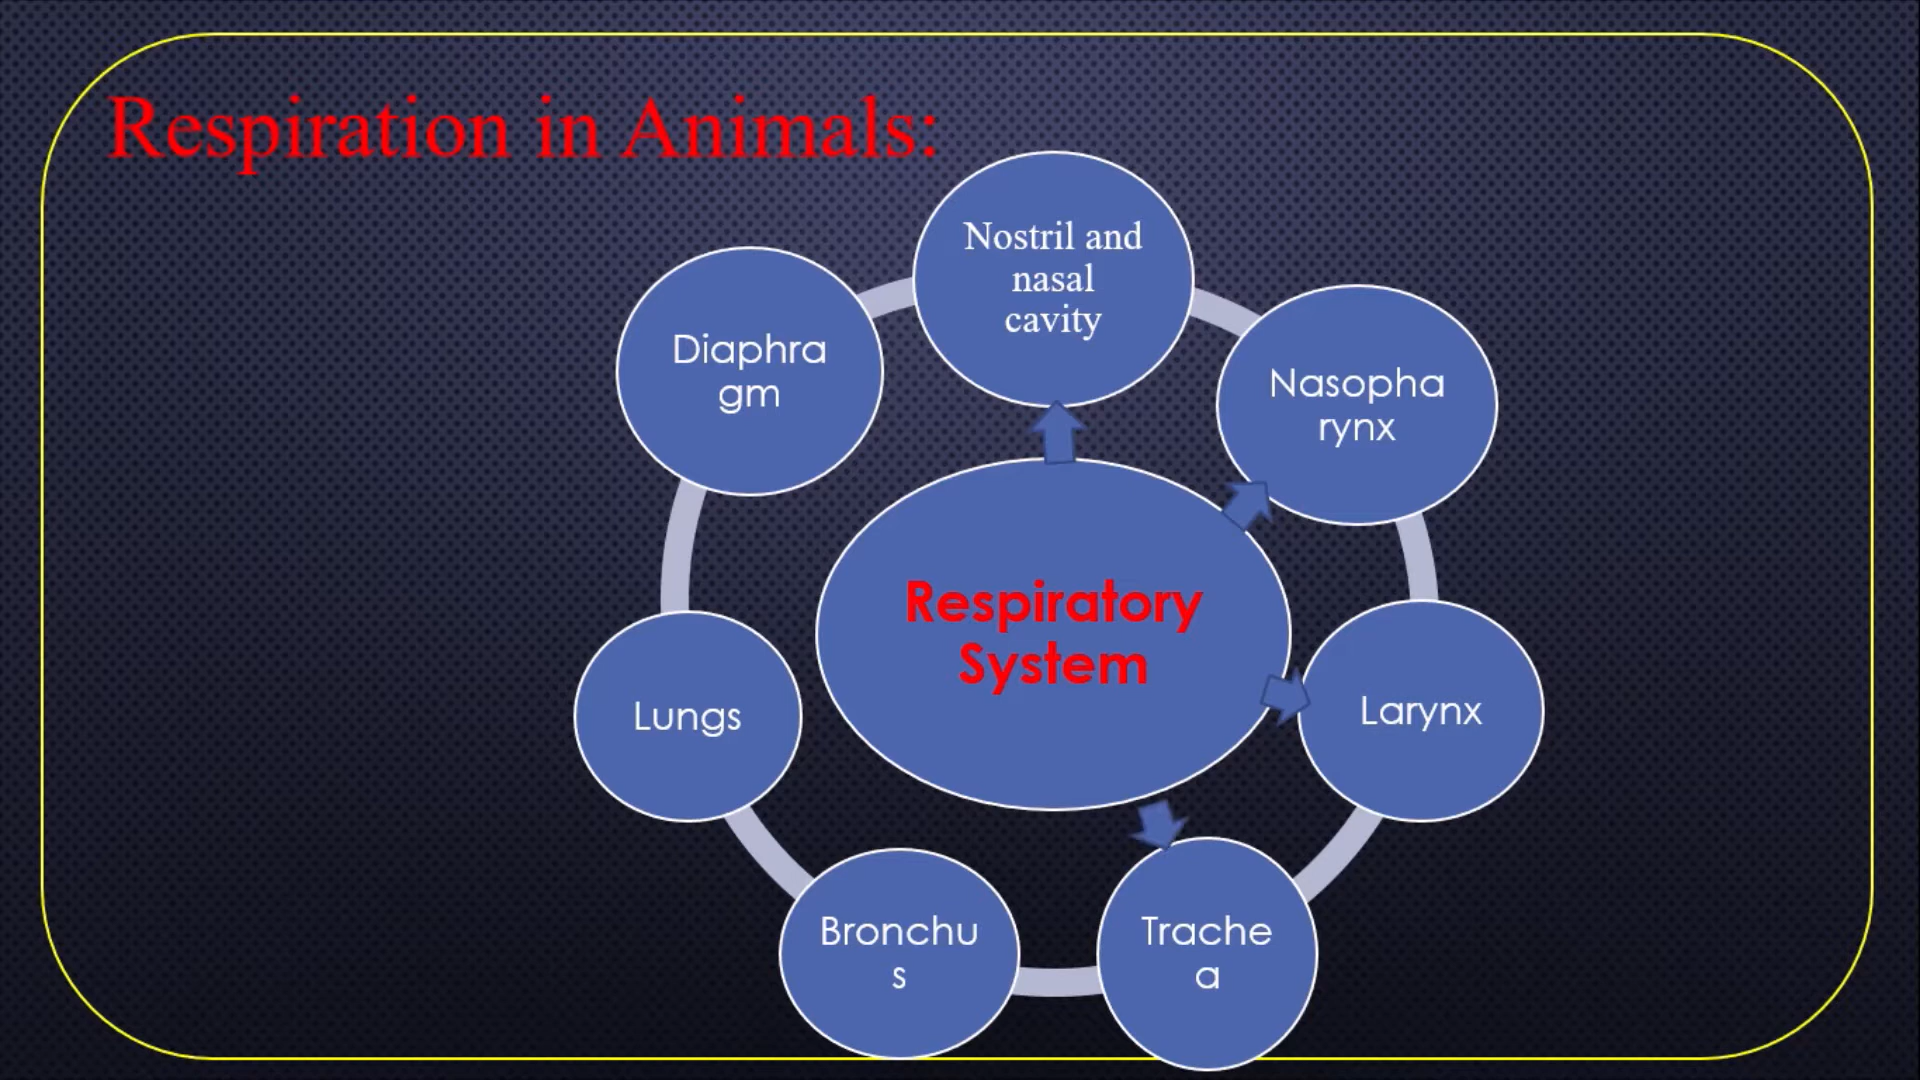 Respiration in Animals:
Nostril and
nasal
cavity
Nasopha
rynx
Larynx
Trache
a
Bronchu
s
Lungs
Diaphra
gm
Respiratory
System